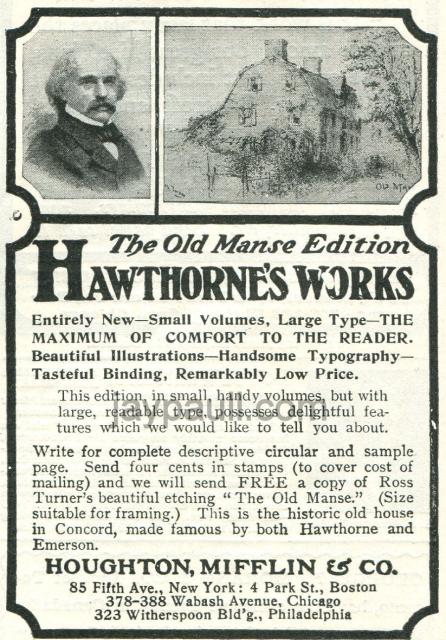 OLD MANSE
The Old Manse Edition
HAWTHORNE'S WORKS
Entirely New—Small Volumes, Large Type—THE
MAXIMUM OF COMFORT TO THE READER.
Beautiful Illustrations—Handsome Typography—
Tasteful Binding, Remarkably Low Price.
This edition in small, handy volumes, but with
large, readable type, possesses delightful fea-
tures which we would like to tell you about.
jaypaull.com
Write for complete descriptive circular and sample
page. Send four cents in stamps (to cover cost of
mailing) and we will send FREE a copy of Ross
Turner's beautiful etching "The Old Manse." (Size
suitable for framing.) This is the historic old house
in Concord, made famous by both Hawthorne and
Emerson.
HOUGHTON, MIFFLIN & CO.
85 Fifth Ave., New York: 4 Park St., Boston
378-388 Wabash Avenue, Chicago
323 Witherspoon Bld'g., Philadelphia